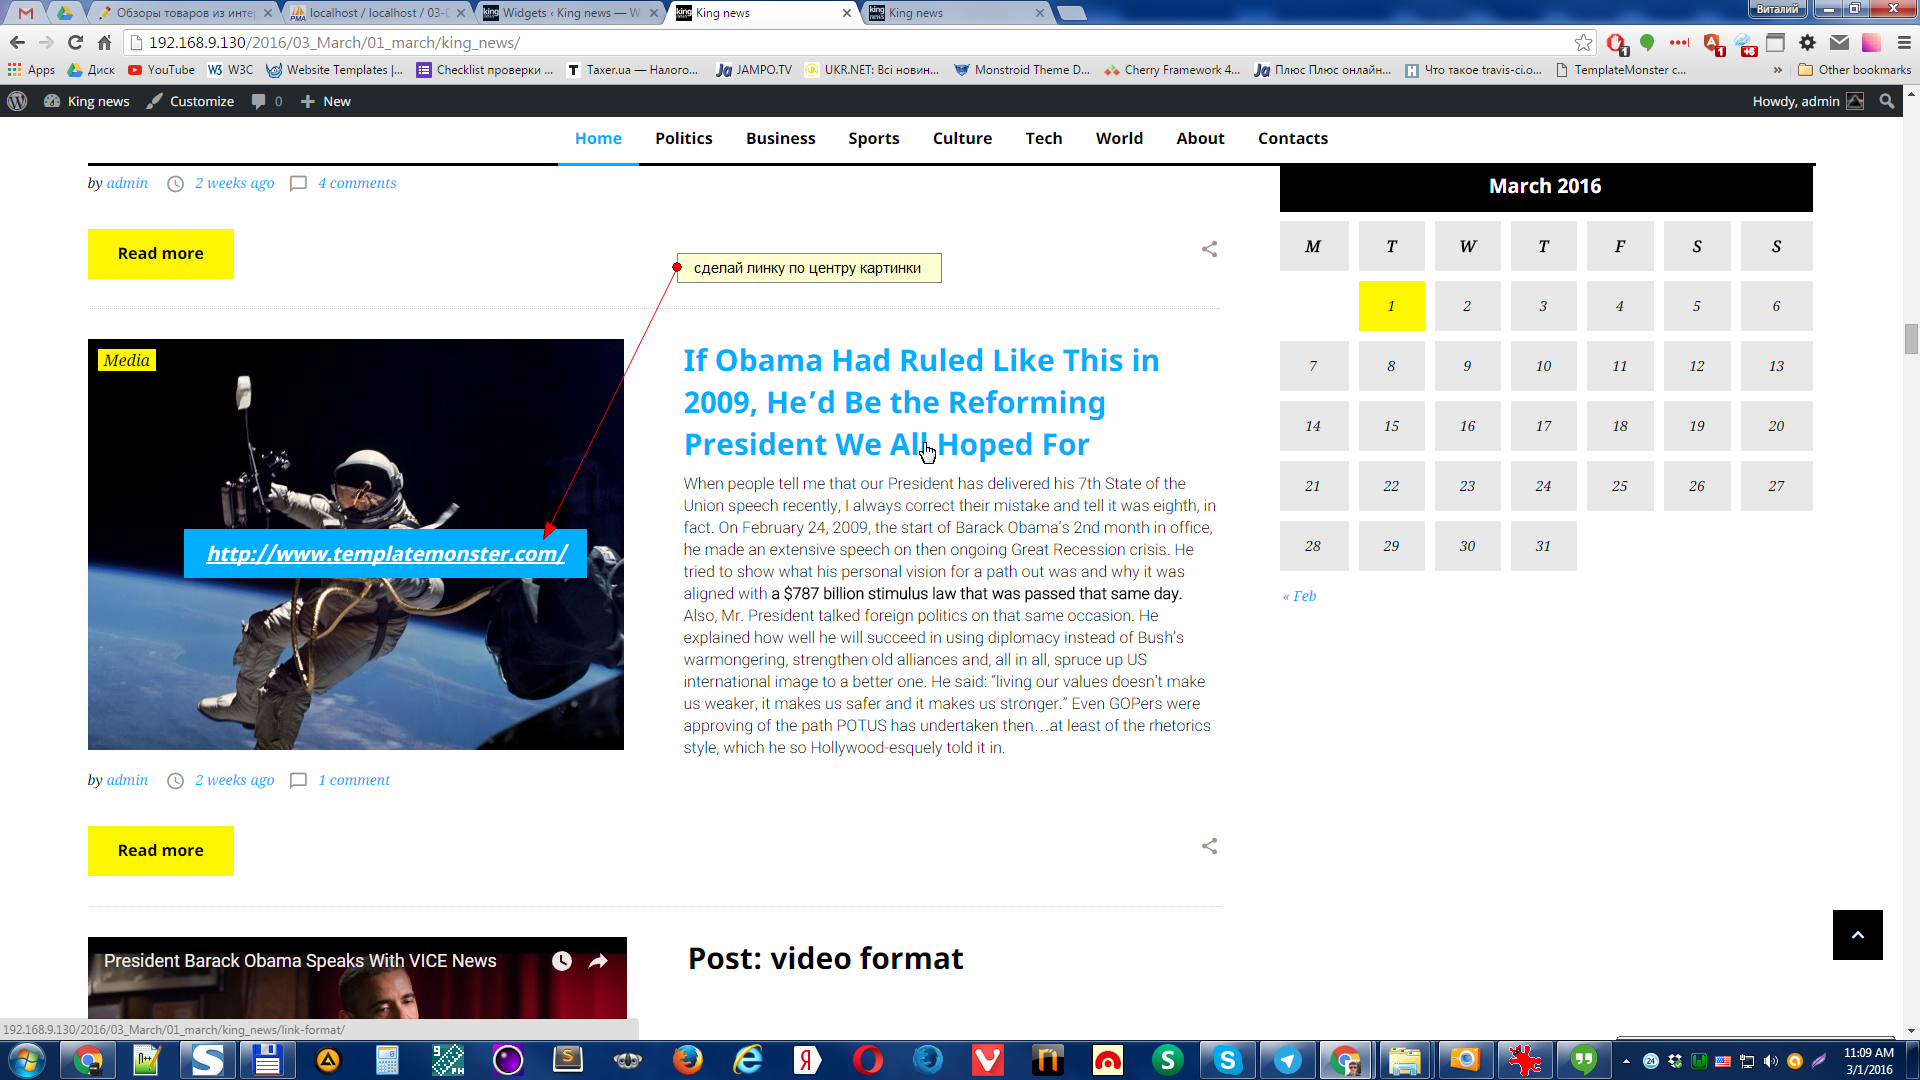 Обзоры товаров из инте
localhost / localhost / 03-0
Widgets ‹ King news — W
King news
King news
Виталий
192.168.9.130/2016/03_March/01_march/king_news/
Apps
Диск
YouTube
W3C
Website Templates |...
Checklist проверки ...
Taxer.ua — Налого...
JAMPO.TV
UKR.NET: Всі новин...
Monstroid Theme D...
Cherry Framework 4...
Плюс Плюс онлайн...
Что такое travis-ci.o...
TemplateMonster c...
»
Other bookmarks
King news
Customize
0
New
Howdy, admin
Home
Politics
Business
Sports
Culture
Tech
World
About
Contacts
by admin 2 weeks ago 4 comments
Read more
сделай линку по центру картинки
Media
http://www.templatemonster.com/
If Obama Had Ruled Like This in
2009, He’d Be the Reforming
President We All Hoped For
When people tell me that our President has delivered his 7th State of the
Union speech recently, I always correct their mistake and tell it was eighth, in
fact. On February 24, 2009, the start of Barack Obama’s 2nd month in office,
he made an extensive speech on then ongoing Great Recession crisis. He
tried to show what his personal vision for a path out was and why it was
aligned with a $787 billion stimulus law that was passed that same day.
Also, Mr. President talked foreign politics on that same occasion. He
explained how well he will succeed in using diplomacy instead of Bush’s
warmongering, strengthen old alliances and, all in all, spruce up US
international image to a better one. He said: “living our values doesn’t make
us weaker, it makes us safer and it makes us stronger.” Even GOPers were
approving of the path POTUS has undertaken then…at least of the rhetorics
style, which he so Hollywood-esquely told it in.
by admin 2 weeks ago 1 comment
Read more
President Barack Obama Speaks With VICE News
Post: video format
March 2016
M T W T F S S
1 2 3 4 5 6
7 8 9 10 11 12 13
14 15 16 17 18 19 20
21 22 23 24 25 26 27
28 29 30 31
« Feb
192.168.9.130/2016/03_March/01_march/king_news/link-format/
11:09 AM
3/1/2016